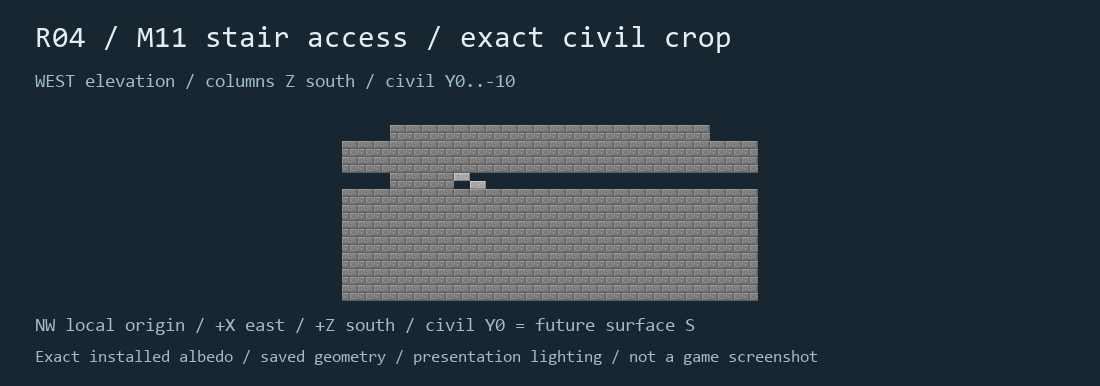 R04 / M11 stair access / exact civil crop
WEST elevation / columns Z south / civil Y0..-10
NW local origin / +X east / +Z south / civil Y0 = future surface S
Exact installed albedo / saved geometry / presentation lighting / not a game screenshot